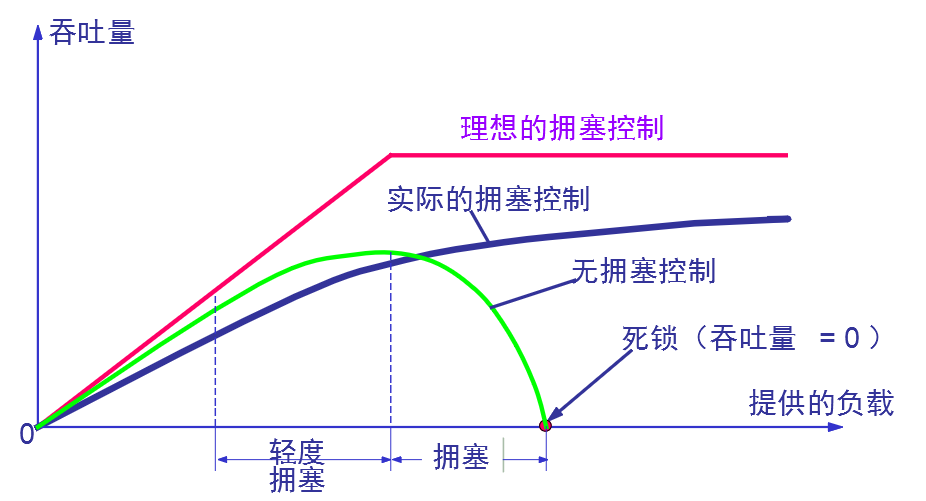 吞吐量
理想的拥塞控制
实际的拥塞控制
无拥塞控制
死锁（吞吐量 = 0 ）
提供的负载
0
轻度
拥塞
拥塞